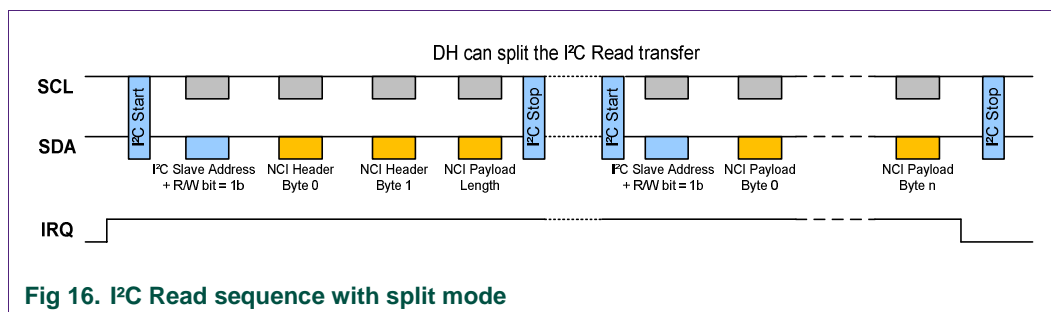 DH can split the I²C Read transfer
SCL
I²C Start
I²C Stop
I²C Start
I²C Stop
SDA
I²C Slave Address
+ R/W bit = 1b
NCI Header
Byte 0
NCI Header
Byte 1
NCI Payload
Length
I²C Slave Address
+ R/W bit = 1b
NCI Payload
Byte 0
NCI Payload
Byte n
IRQ
Fig 16. I²C Read sequence with split mode